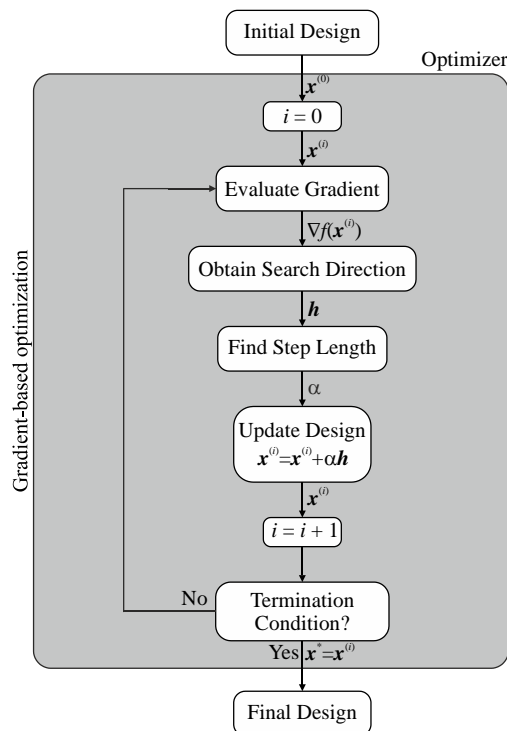 Initial Design
Optimizer
x^(0)
i = 0
x^(i)
Evaluate Gradient
∇f(x^(i))
Obtain Search Direction
h
Find Step Length
α
Update Design
x^(i)=x^(i)+αh
x^(i)
i = i + 1
No
Termination
Condition?
Yes x^*=x^(i)
Final Design
Gradient-based optimization